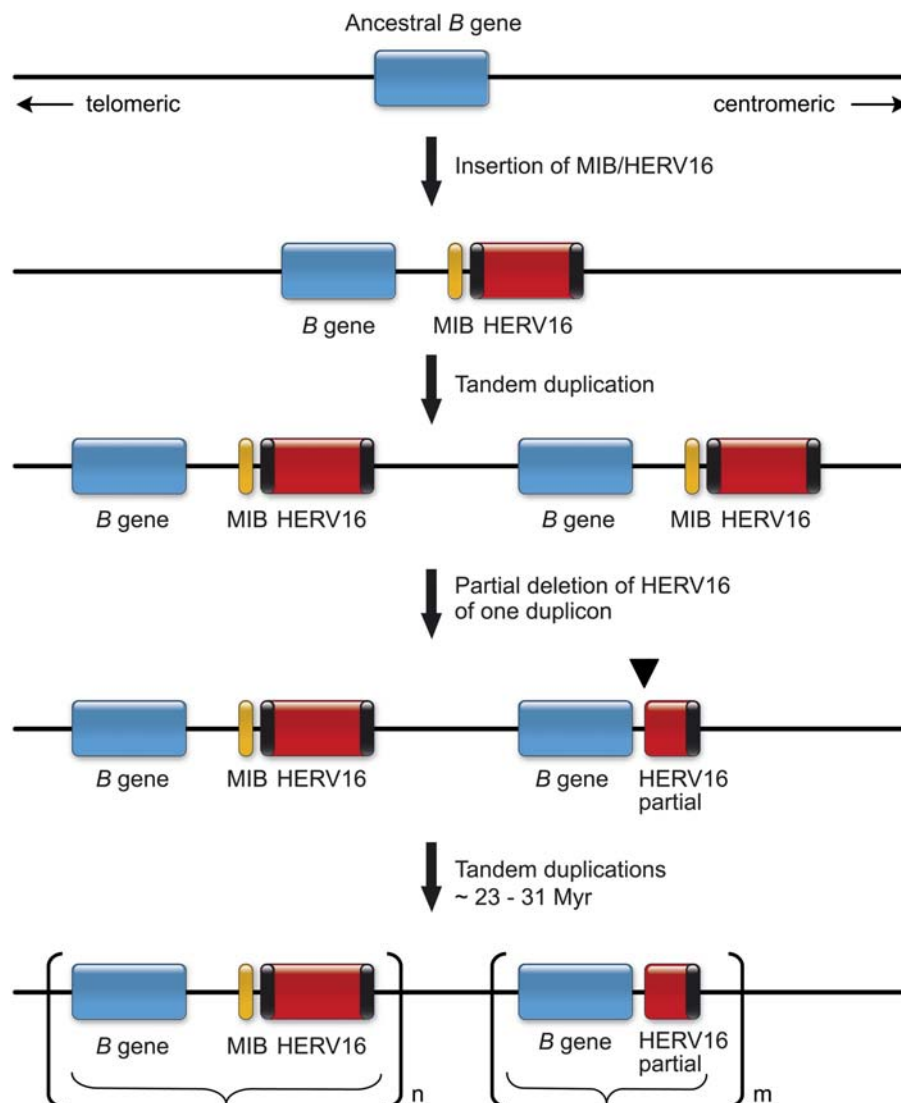 Ancestral B gene
telomeric centromeric
Insertion of MIB/HERV16
B gene MIB HERV16
Tandem duplication
B gene MIB HERV16 B gene MIB HERV16
Partial deletion of HERV16
of one duplicon
B gene MIB HERV16 B gene HERV16
partial
Tandem duplications
~ 23 - 31 Myr
B gene MIB HERV16 B gene HERV16
partial
n m